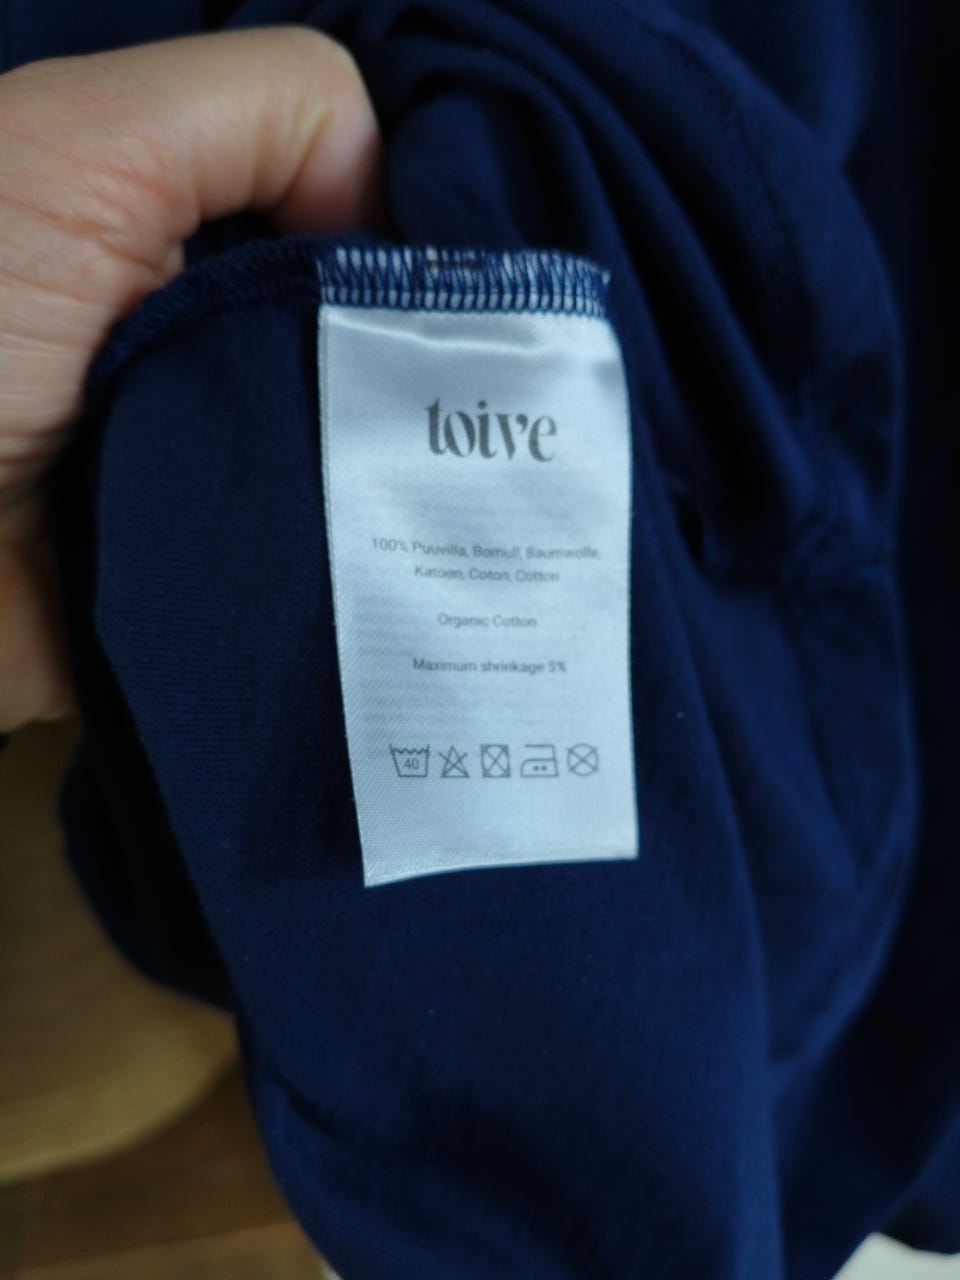 toive
100% Puuvilla, Bomull, Baumwolle,
Katoen, Coton, Cotton
Organic Cotton
Maximum shrinkage 5%
40